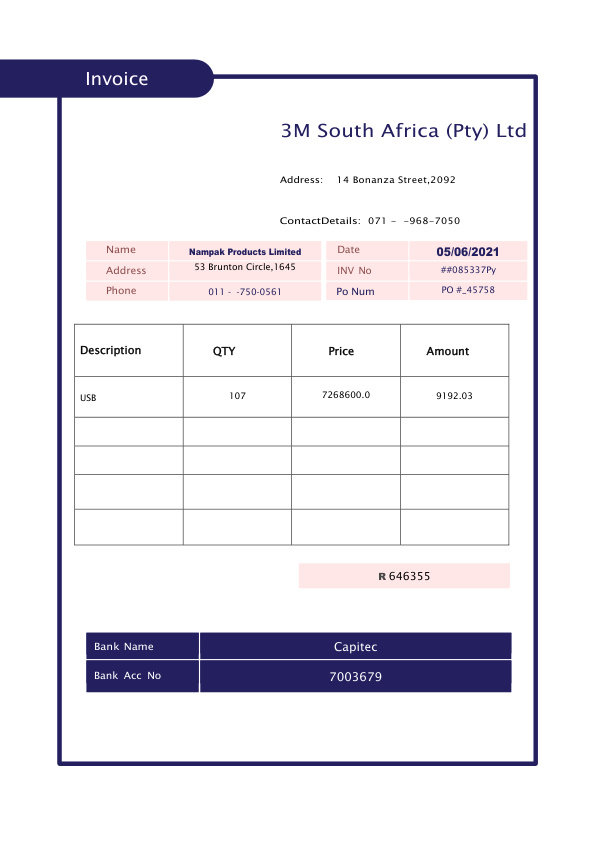 Invoice
3M South Africa (Pty) Ltd
Address: 14 Bonanza Street,2092
ContactDetails: 071 - -968-7050
Name Nampak Products Limited Date 05/06/2021
Address 53 Brunton Circle,1645 INV No ##085337Py
Phone 011 - -750-0561 Po Num PO #_45758
Description QTY Price Amount
USB 107 7268600.0 9192.03
R 646355
Bank Name Capitec
Bank Acc No 7003679